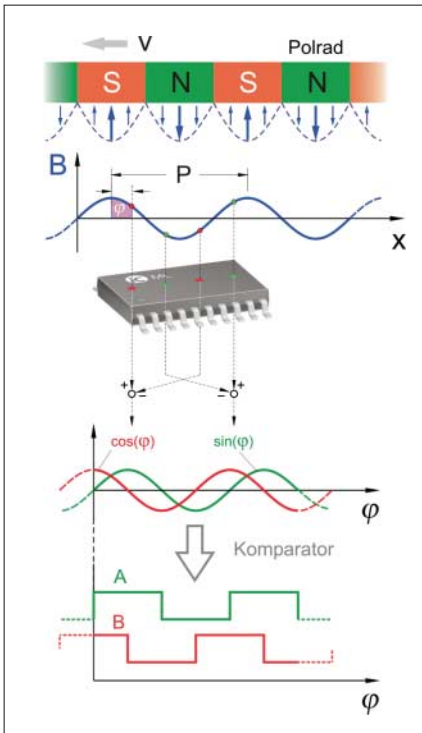 V
Polrad
S N S N
B
P
φ
x
+ − − +
cos(φ) sin(φ)
φ
Komparator
A
B
φ